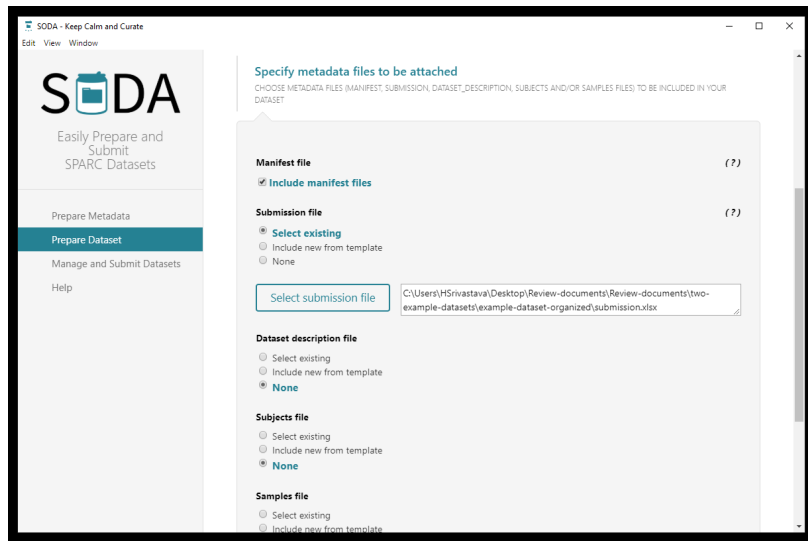 SODA - Keep Calm and Curate
Edit View Window
SODA
Easily Prepare and
Submit
SPARC Datasets
Prepare Metadata
Prepare Dataset
Manage and Submit Datasets
Help
Specify metadata files to be attached
CHOOSE METADATA FILES (MANIFEST, SUBMISSION, DATASET_DESCRIPTION, SUBJECTS AND/OR SAMPLES FILES) TO BE INCLUDED IN YOUR
DATASET
Manifest file (?)
Include manifest files
Submission file (?)
Select existing
Include new from template
None
Select submission file
C:\Users\HSrivastava\Desktop\Review-documents\Review-documents\two-
example-datasets\example-dataset-organized\submission.xlsx
Dataset description file
Select existing
Include new from template
None
Subjects file
Select existing
Include new from template
None
Samples file
Select existing
Include new from template